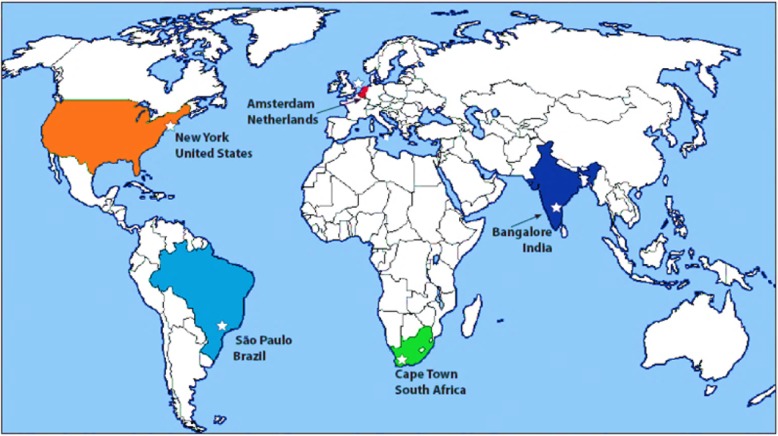 Amsterdam
Netherlands
New York
United States
Bangalore
India
São Paulo
Brazil
Cape Town
South Africa